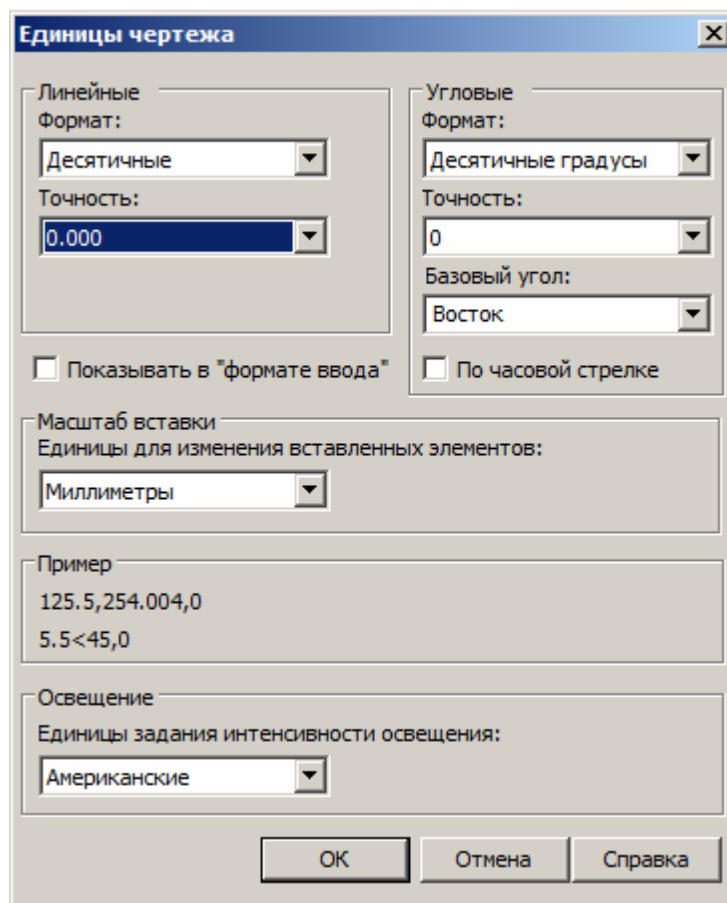 Единицы чертежа
Линейные
Формат:
Десятичные
Точность:
0.000
Показывать в "формате ввода"
Угловые
Формат:
Десятичные градусы
Точность:
0
Базовый угол:
Восток
По часовой стрелке
Масштаб вставки
Единицы для изменения вставленных элементов:
Миллиметры
Пример
125.5,254.004,0
5.5<45,0
Освещение
Единицы задания интенсивности освещения:
Американские
ОК
Отмена
Справка